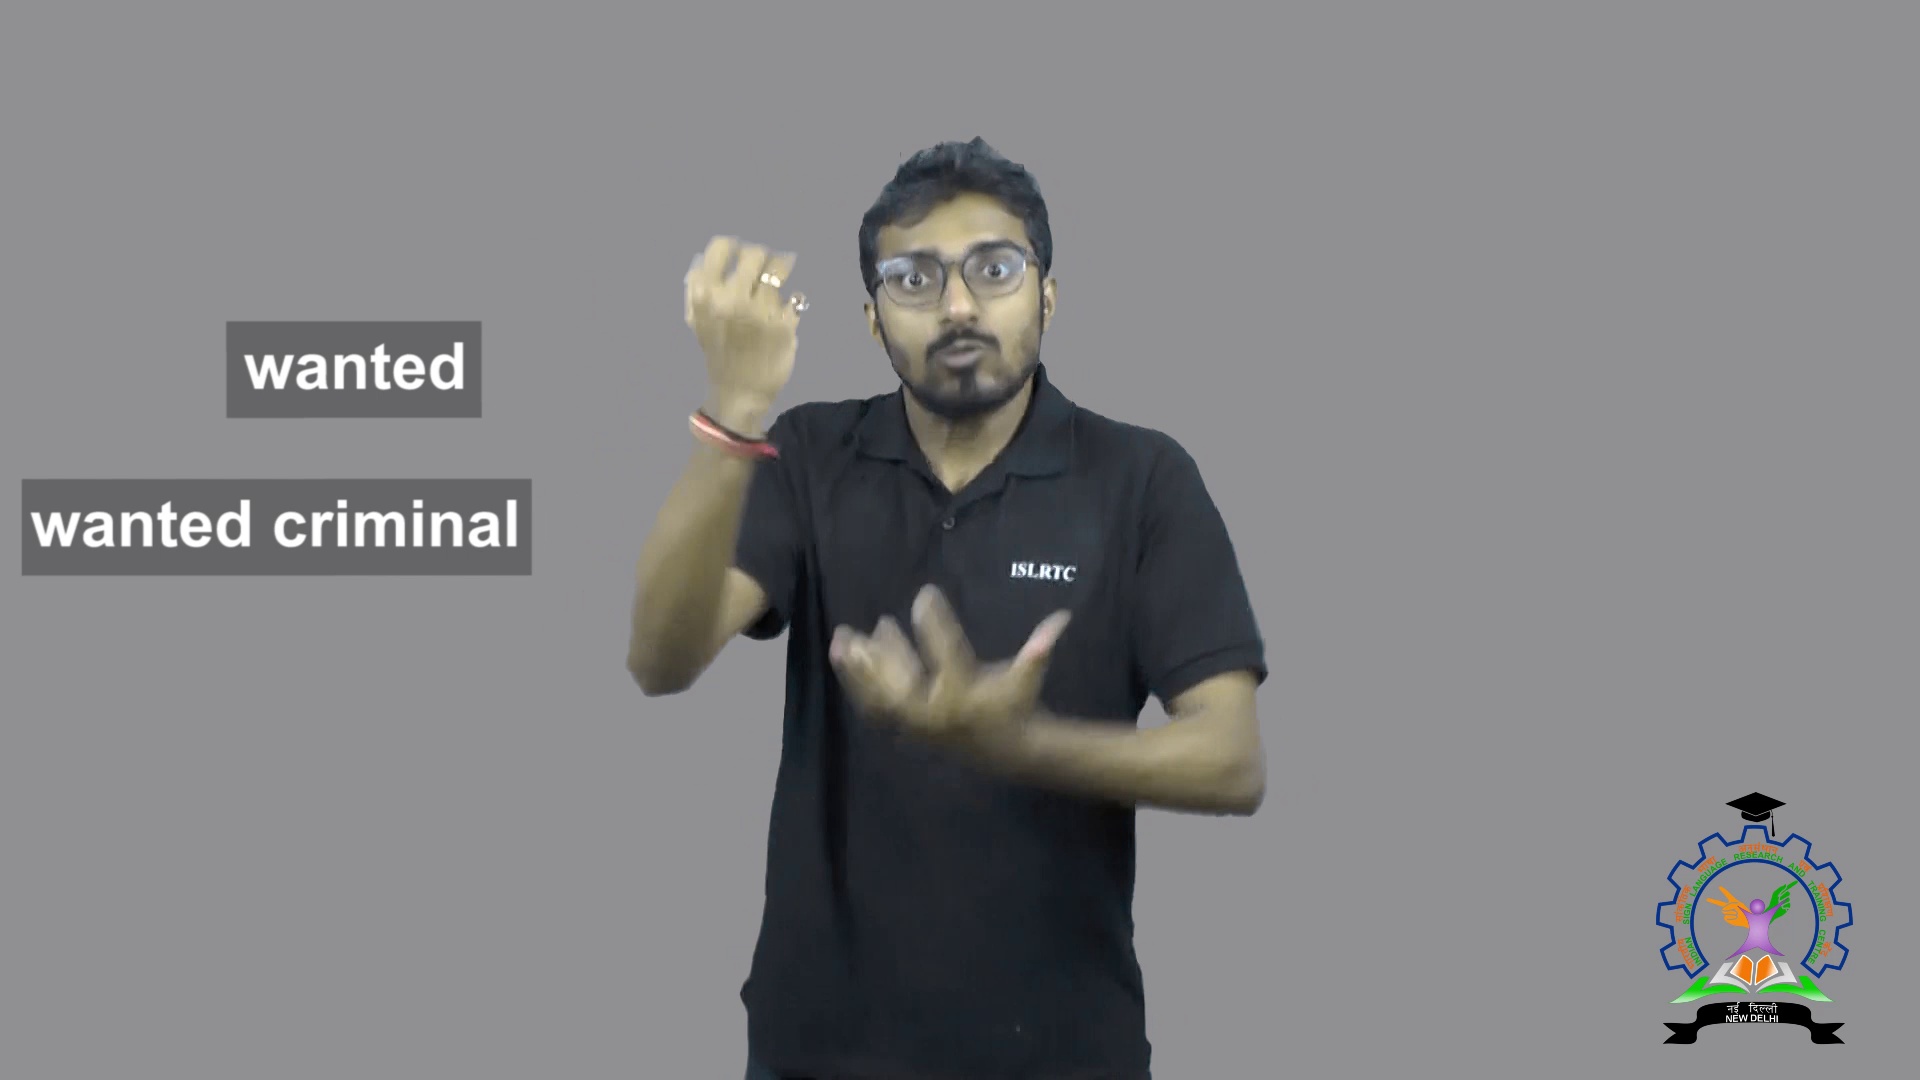 wanted
wanted criminal
ISLRTC
INDIAN SIGN LANGUAGE RESEARCH AND TRAINING CENTRE
नई दिल्ली
NEW DELHI